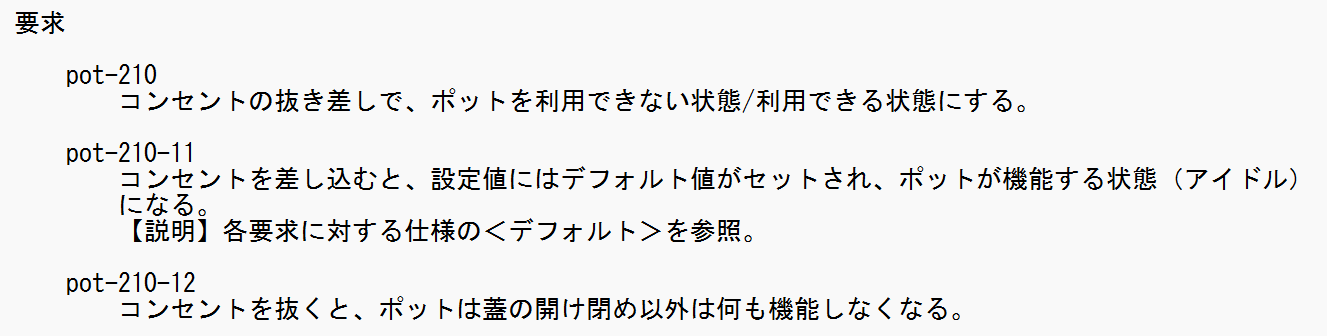 要求
pot-210
コンセントの抜き差しで、ポットを利用できない状態/利用できる状態にする。
pot-210-11
コンセントを差し込むと、設定値にはデフォルト値がセットされ、ポットが機能する状態（アイドル）
になる。
【説明】各要求に対する仕様の＜デフォルト＞を参照。
pot-210-12
コンセントを抜くと、ポットは蓋の開け閉め以外は何も機能しなくなる。